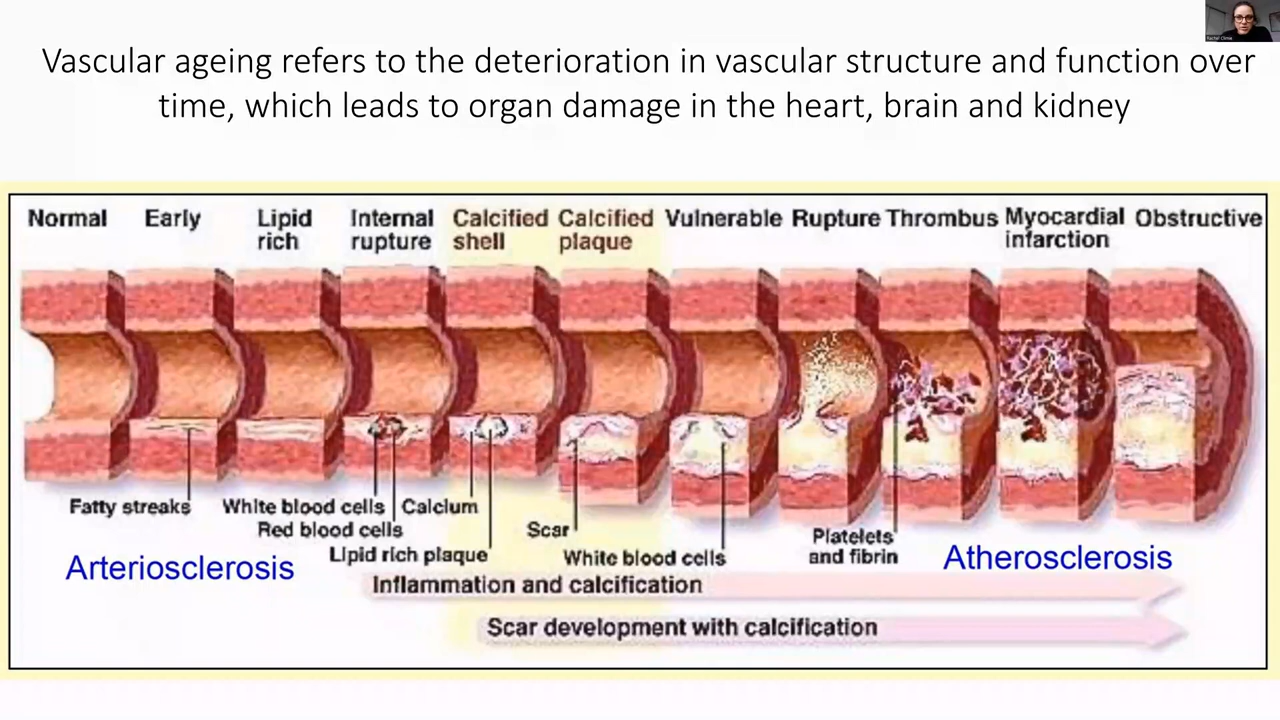 Vascular ageing refers to the deterioration in vascular structure and function over
time, which leads to organ damage in the heart, brain and kidney
Normal
Early
Lipid
rich
Internal
rupture
Calcified
shell
Calcified
plaque
Vulnerable
Rupture
Thrombus
Myocardial
infarction
Obstructive
Fatty streaks
White blood cells
Red blood cells
Calcium
Lipid rich plaque
Scar
White blood cells
Platelets
and fibrin
Arteriosclerosis
Atherosclerosis
Inflammation and calcification
Scar development with calcification